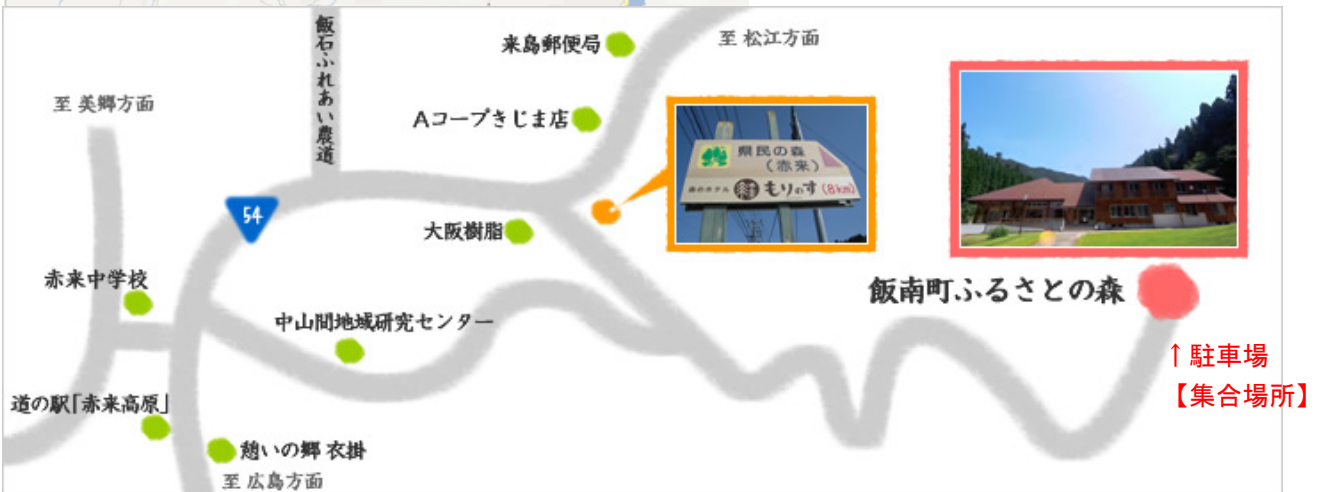 飯石ふれあい農道
来島郵便局
至 松江方面
至 美郷方面
Aコープきじま店
県民の森
(赤来)
森のホテル もりのす (8km)
54
大阪樹脂
赤来中学校
飯南町ふるさとの森
中山間地域研究センター
↑駐車場
【集合場所】
道の駅「赤来高原」
憩いの郷 衣掛
至 広島方面